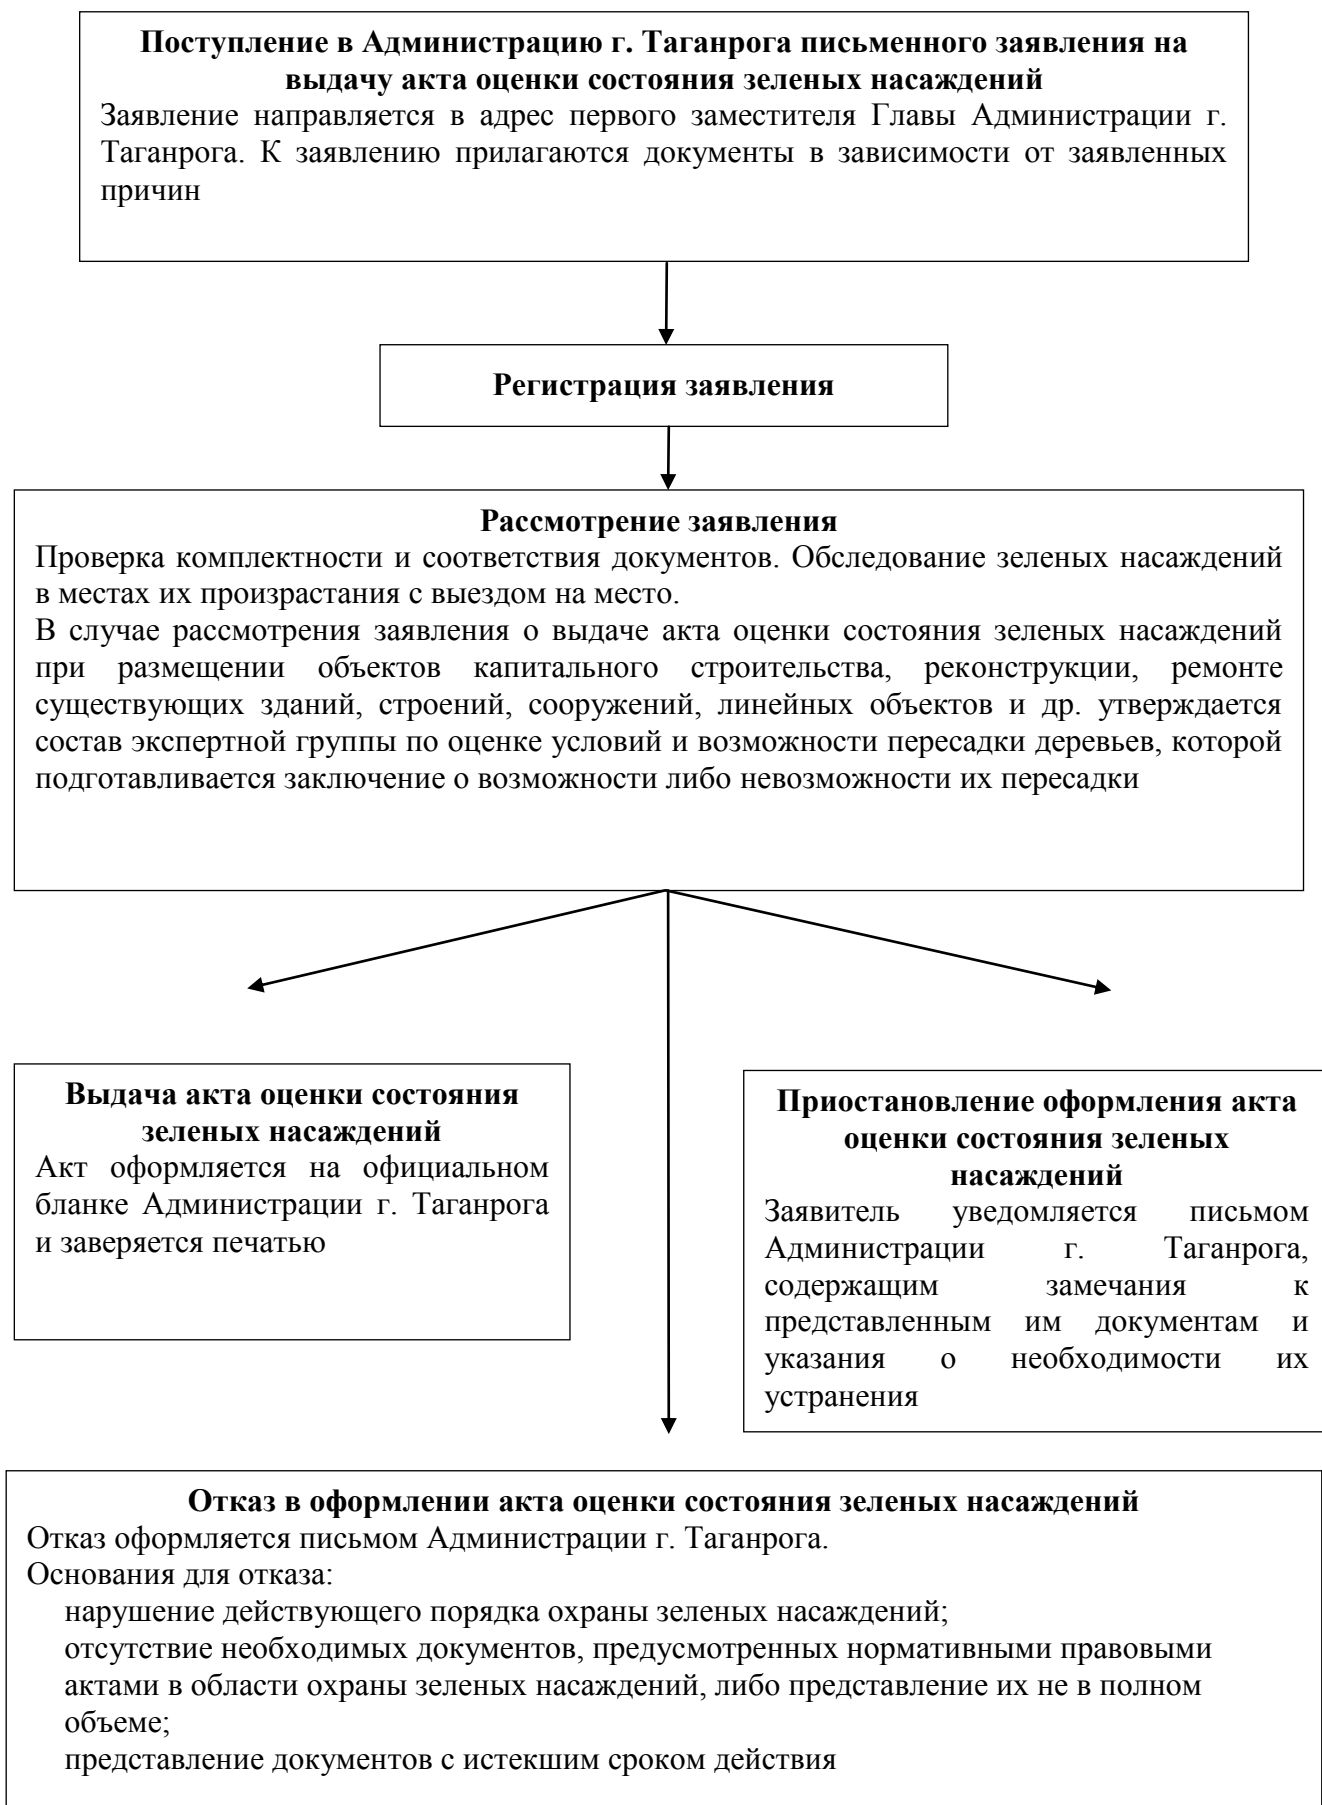 Поступление в Администрацию г. Таганрога письменного заявления на
выдачу акта оценки состояния зеленых насаждений
Заявление направляется в адрес первого заместителя Главы Администрации г.
Таганрога. К заявлению прилагаются документы в зависимости от заявленных
причин
Регистрация заявления
Рассмотрение заявления
Проверка комплектности и соответствия документов. Обследование зеленых насаждений
в местах их произрастания с выездом на место.
В случае рассмотрения заявления о выдаче акта оценки состояния зеленых насаждений
при размещении объектов капитального строительства, реконструкции, ремонте
существующих зданий, строений, сооружений, линейных объектов и др. утверждается
состав экспертной группы по оценке условий и возможности пересадки деревьев, которой
подготавливается заключение о возможности либо невозможности их пересадки
Выдача акта оценки состояния
зеленых насаждений
Акт оформляется на официальном
бланке Администрации г. Таганрога
и заверяется печатью
Приостановление оформления акта
оценки состояния зеленых
насаждений
Заявитель уведомляется письмом
Администрации г. Таганрога,
содержащим замечания к
представленным им документам и
указания о необходимости их
устранения
Отказ в оформлении акта оценки состояния зеленых насаждений
Отказ оформляется письмом Администрации г. Таганрога.
Основания для отказа:
нарушение действующего порядка охраны зеленых насаждений;
отсутствие необходимых документов, предусмотренных нормативными правовыми
актами в области охраны зеленых насаждений, либо представление их не в полном
объеме;
представление документов с истекшим сроком действия